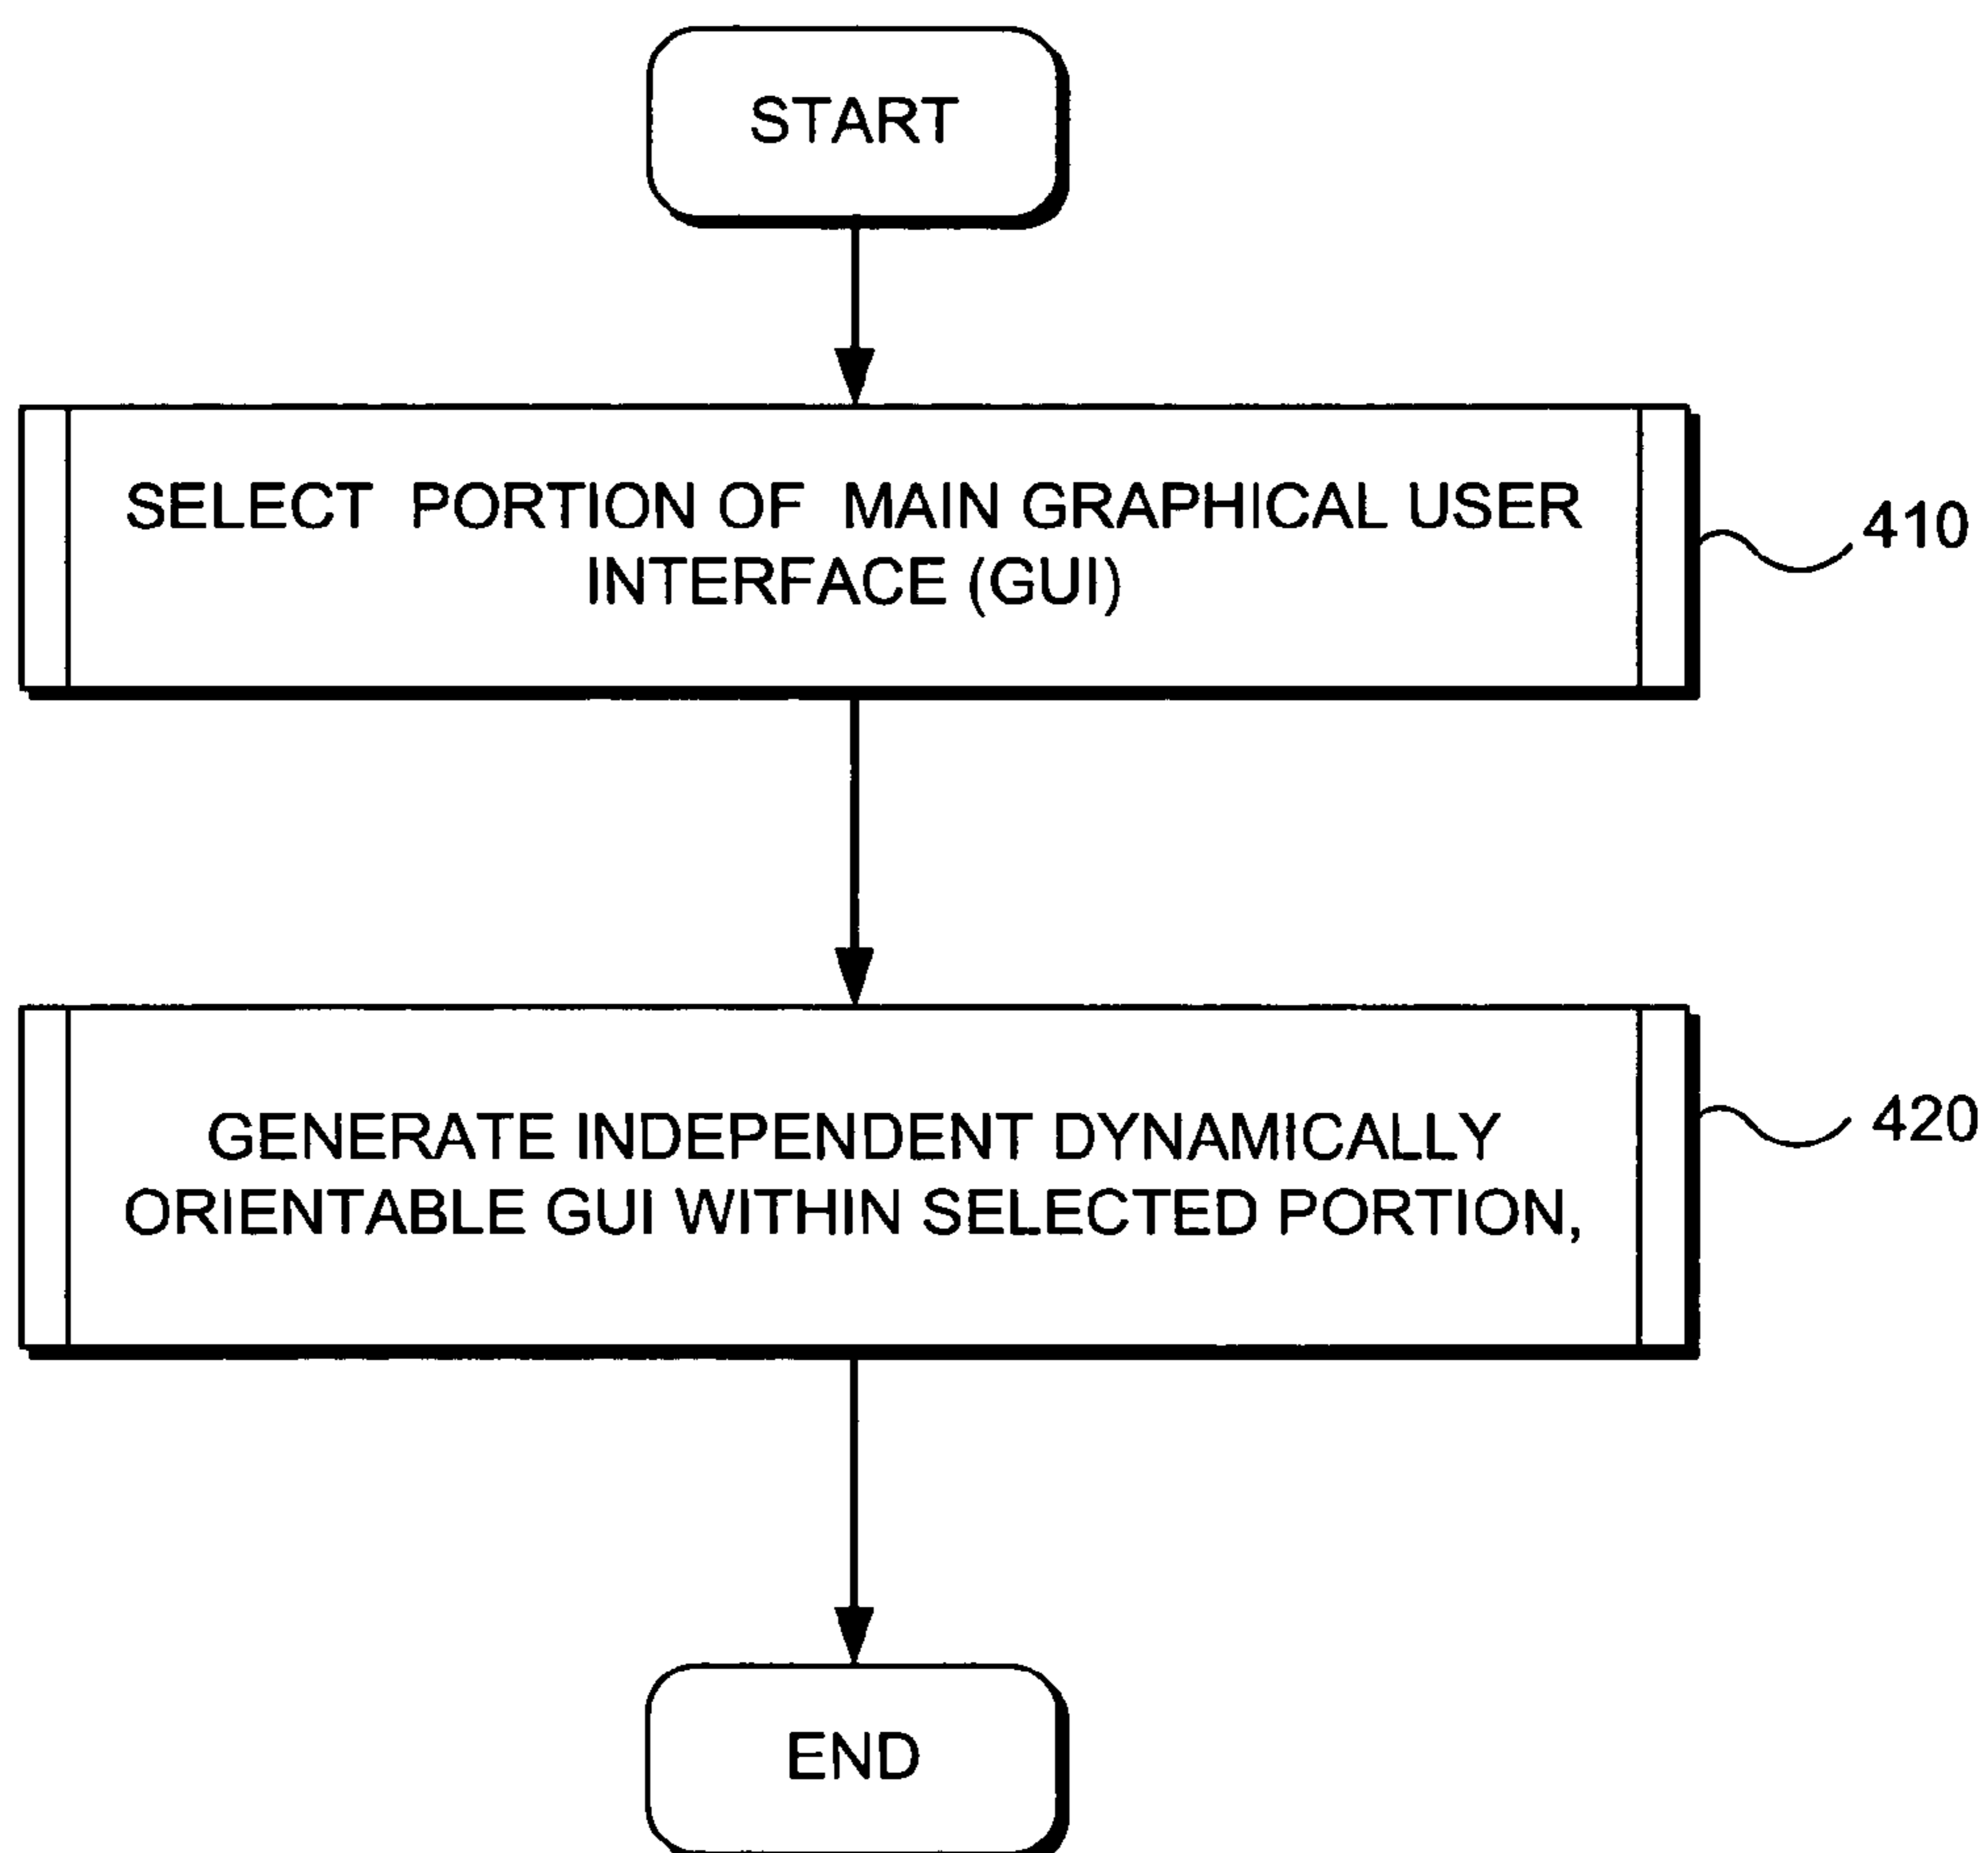 START
SELECT PORTION OF MAIN GRAPHICAL USER
INTERFACE (GUI)
410
GENERATE INDEPENDENT DYNAMICALLY
ORIENTABLE GUI WITHIN SELECTED PORTION,
420
END